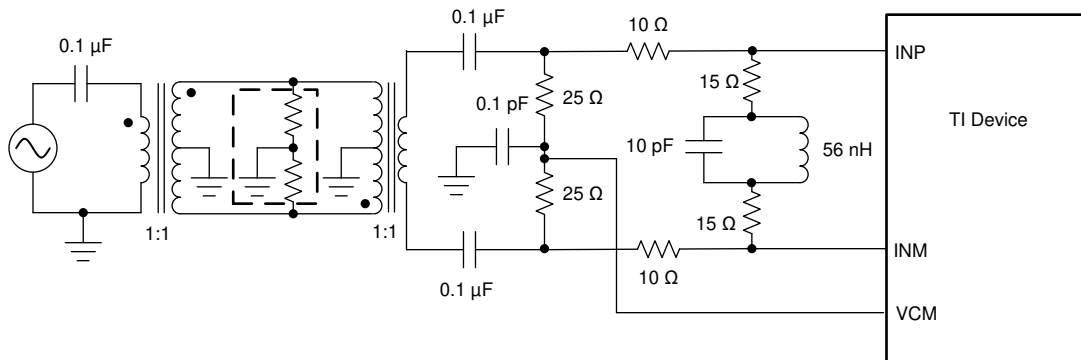 0.1 µF
0.1 µF
10 Ω
INP
15 Ω
0.1 pF
25 Ω
TI Device
10 pF
56 nH
25 Ω
15 Ω
1:1
1:1
INM
10 Ω
0.1 µF
VCM